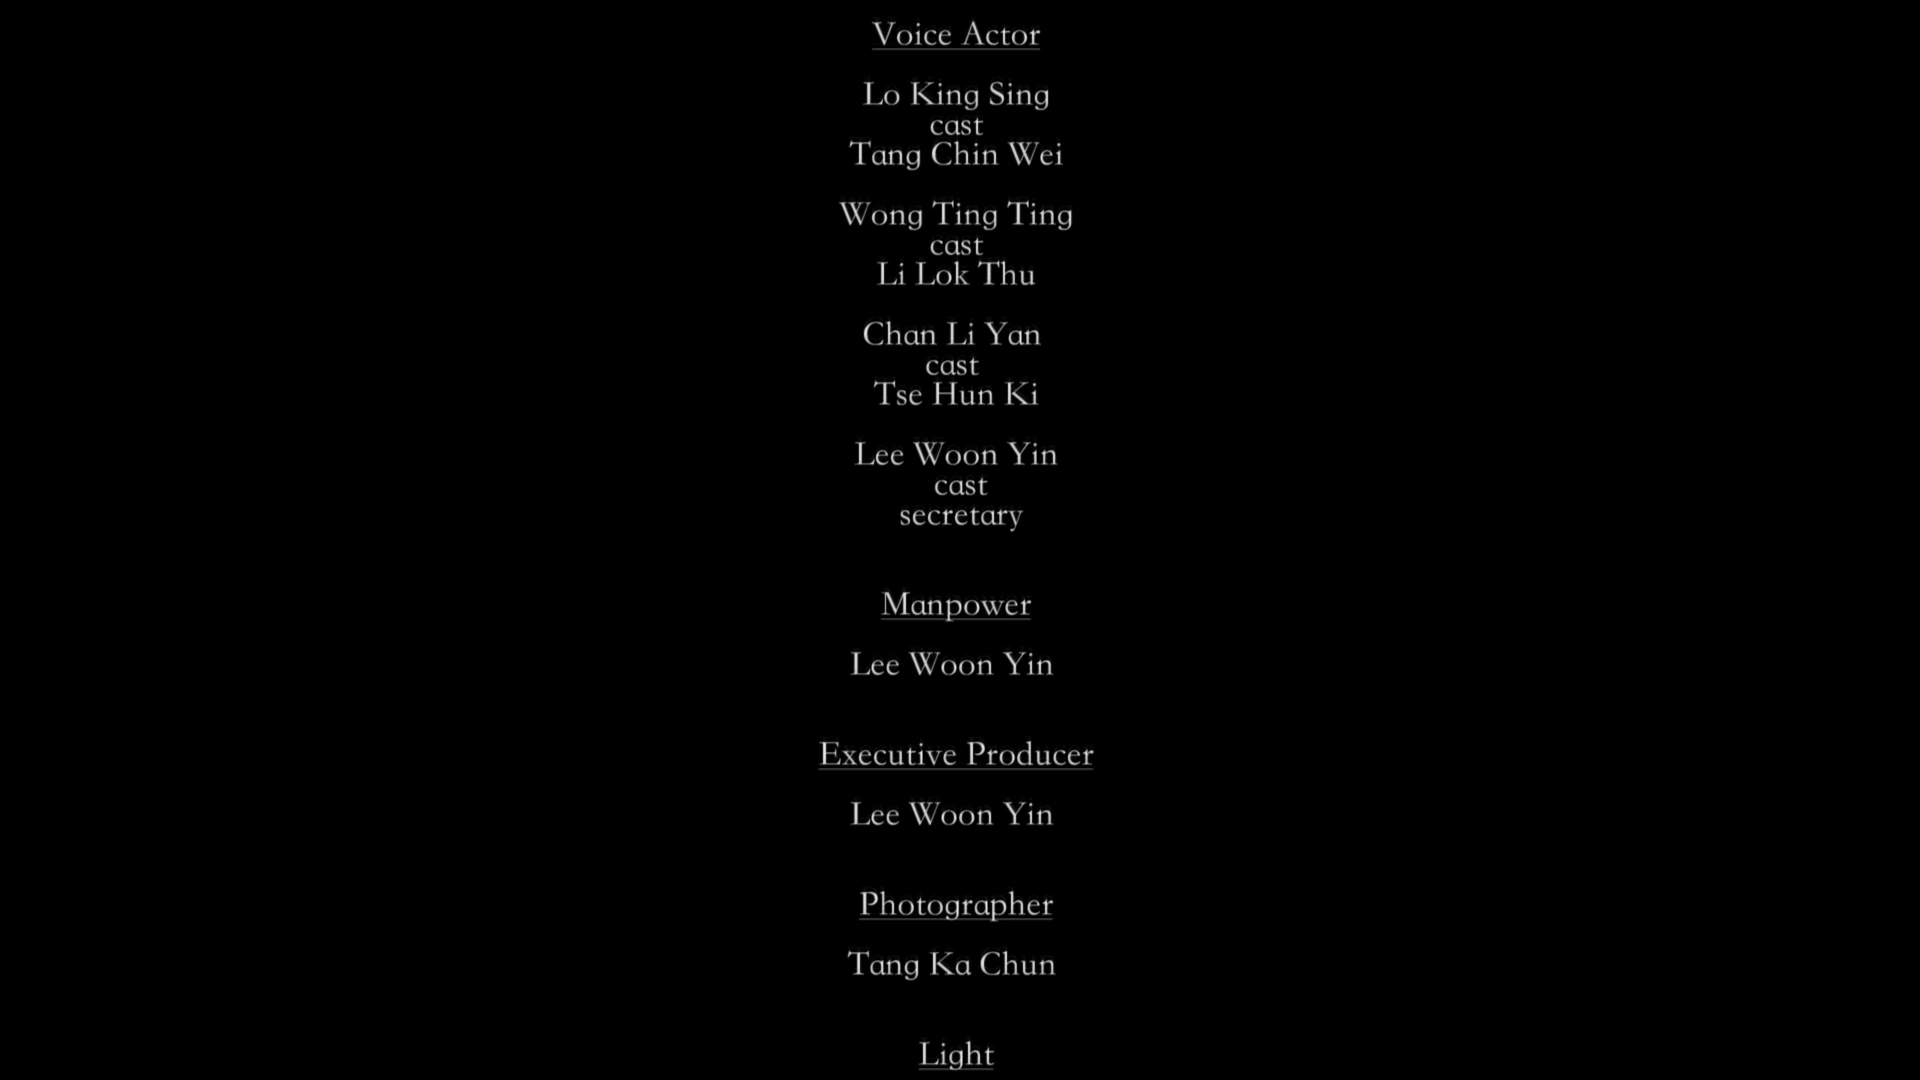 Voice Actor
Lo King Sing
cast
Tang Chin Wei
Wong Ting Ting
cast
Li Lok Thu
Chan Li Yan
cast
Tse Hun Ki
Lee Woon Yin
cast
secretary
Manpower
Lee Woon Yin
Executive Producer
Lee Woon Yin
Photographer
Tang Ka Chun
Light